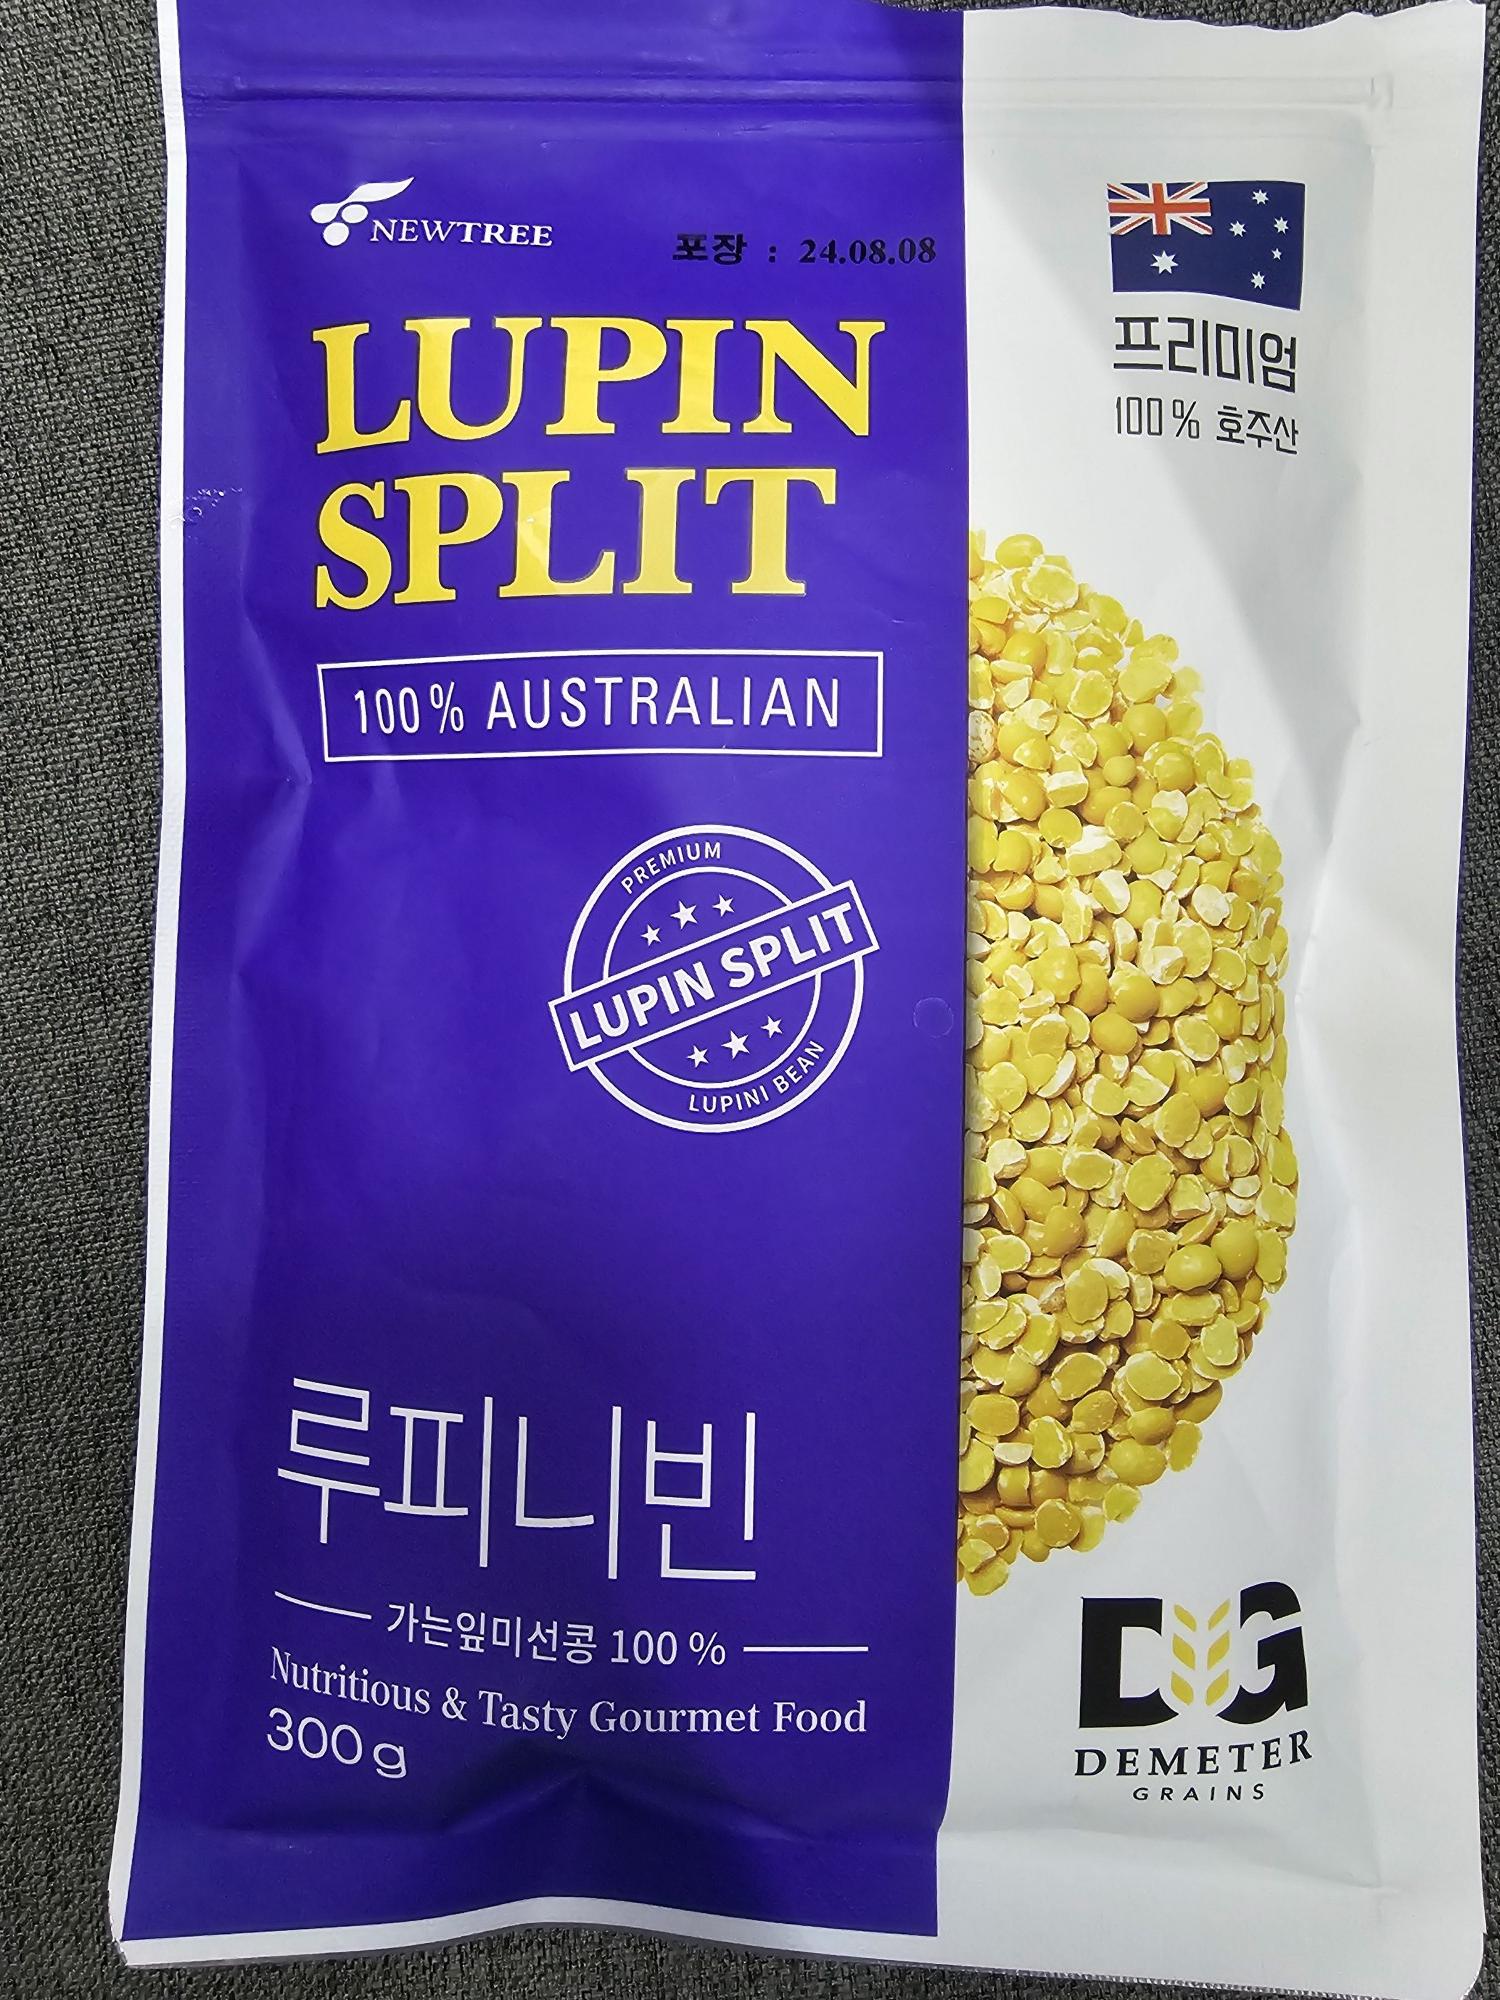 NEWTREE
포장 : 24.08.08
LUPIN
SPLIT
100% AUSTRALIAN
PREMIUM
LUPIN SPLIT
LUPINI BEAN
루피니빈
가는잎미선콩 100%
Nutritious & Tasty Gourmet Food
300g
프리미엄
100% 호주산
DG
DEMETER
GRAINS